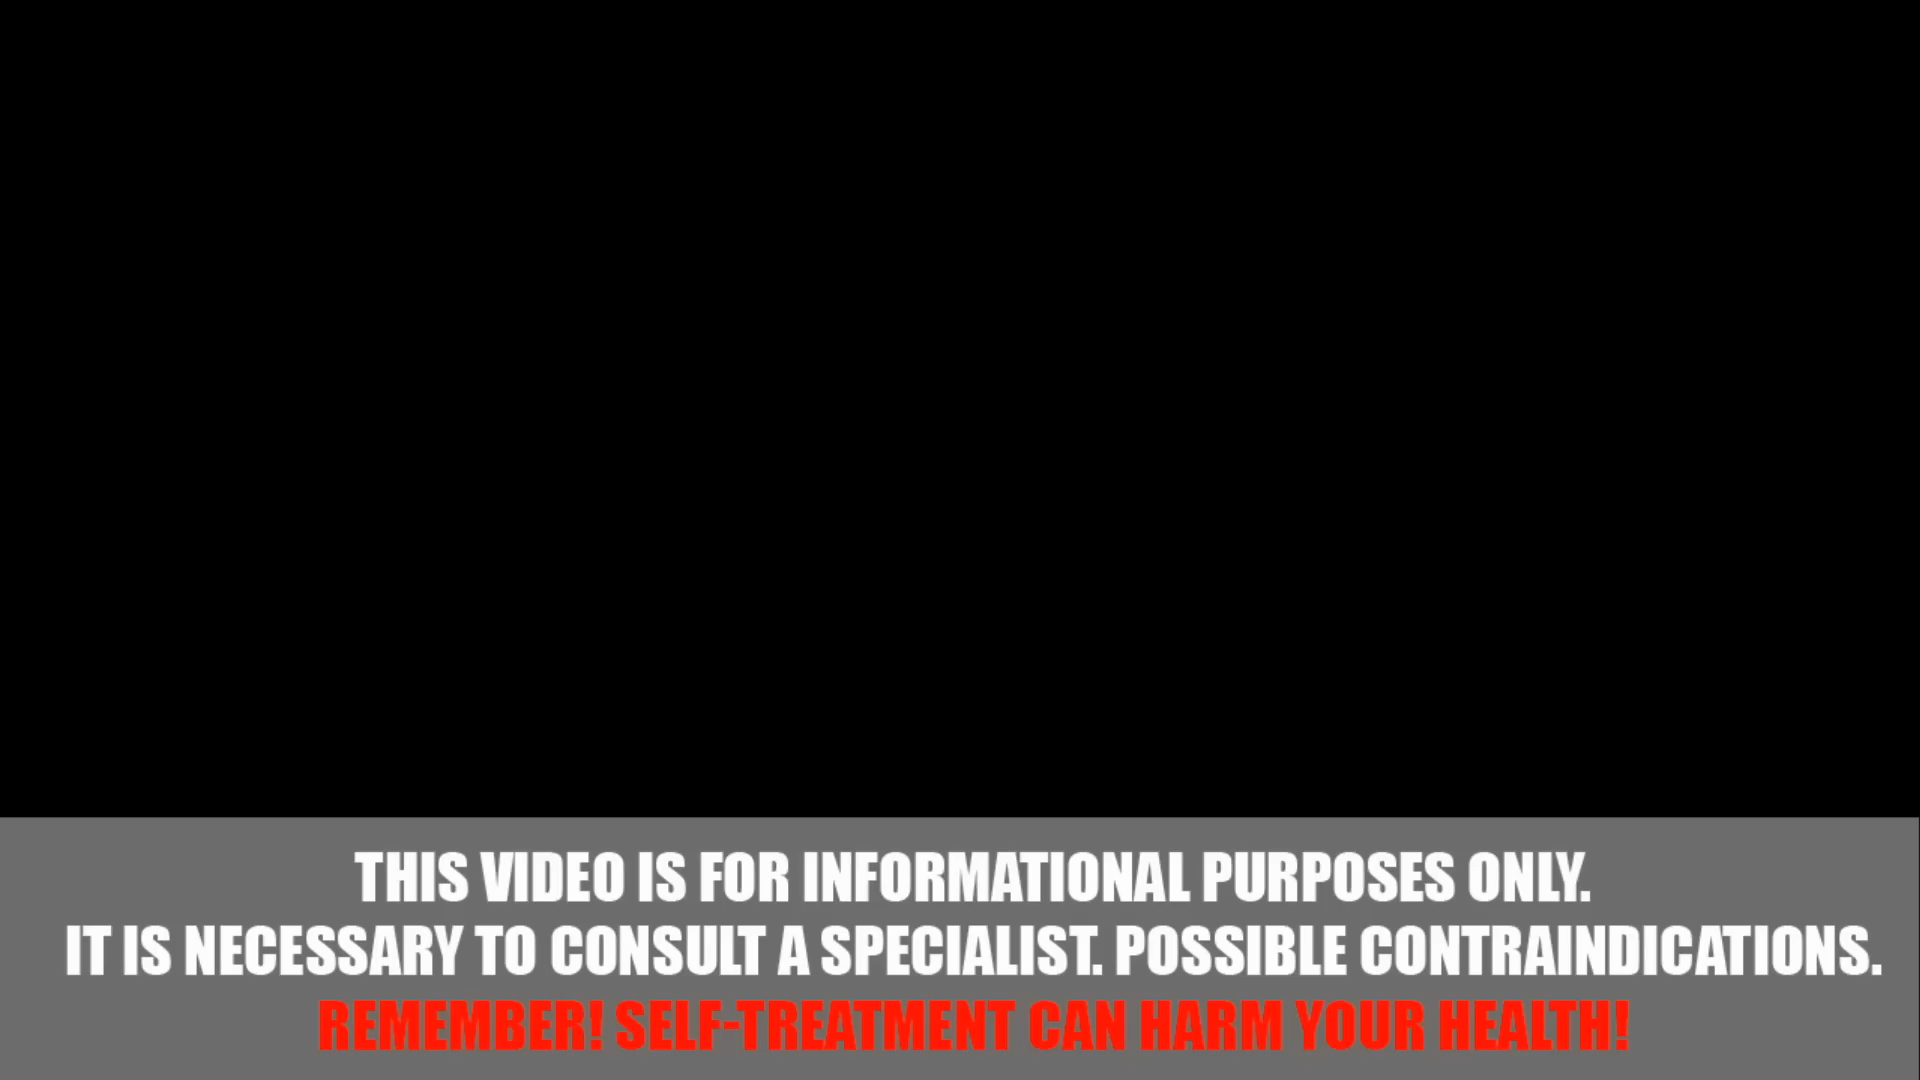 THIS VIDEO IS FOR INFORMATIONAL PURPOSES ONLY.
IT IS NECESSARY TO CONSULT A SPECIALIST. POSSIBLE CONTRAINDICATIONS.
REMEMBER! SELF-TREATMENT CAN HARM YOUR HEALTH!